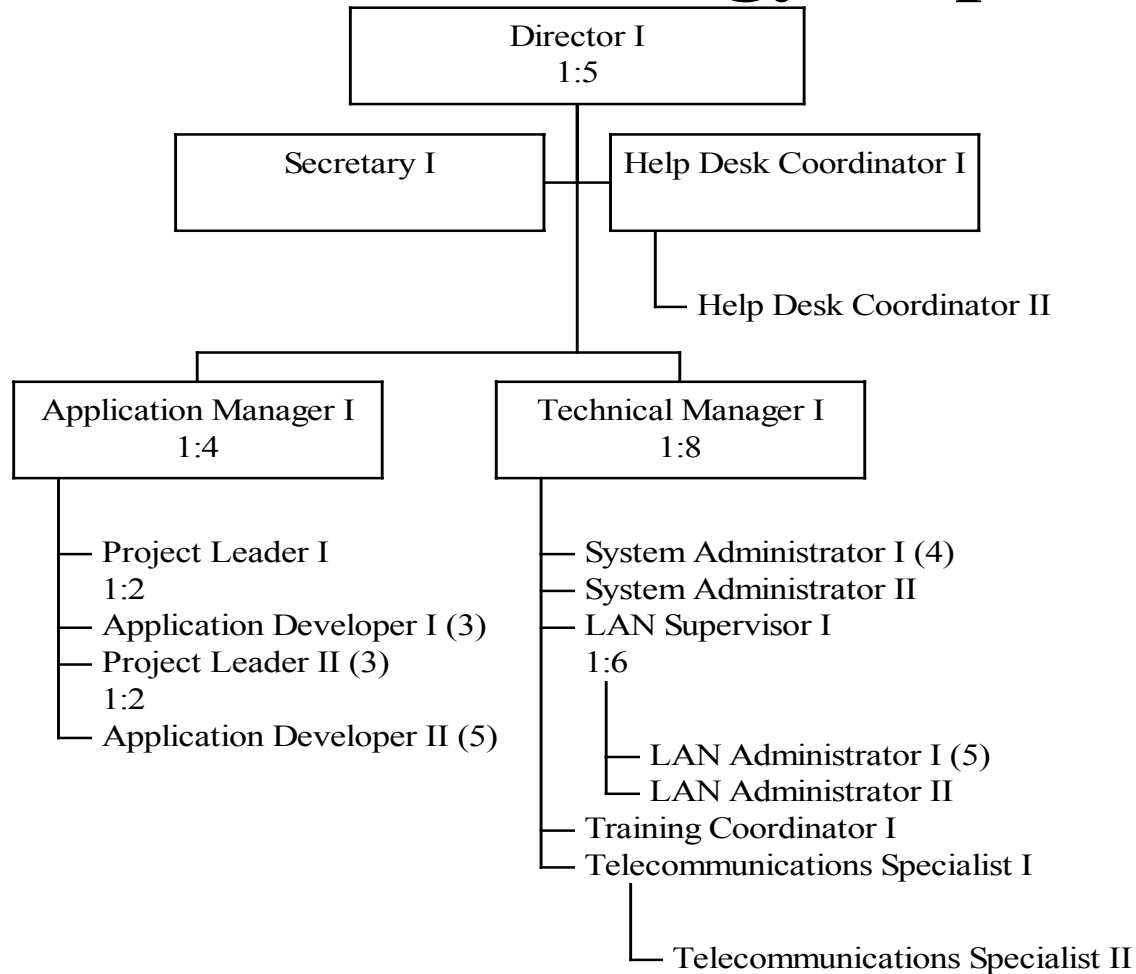 Director I
1:5
Secretary I
Help Desk Coordinator I
Help Desk Coordinator II
Application Manager I
1:4
Technical Manager I
1:8
Project Leader I
1:2
Application Developer I (3)
Project Leader II (3)
1:2
Application Developer II (5)
System Administrator I (4)
System Administrator II
LAN Supervisor I
1:6
LAN Administrator I (5)
LAN Administrator II
Training Coordinator I
Telecommunications Specialist I
Telecommunications Specialist II